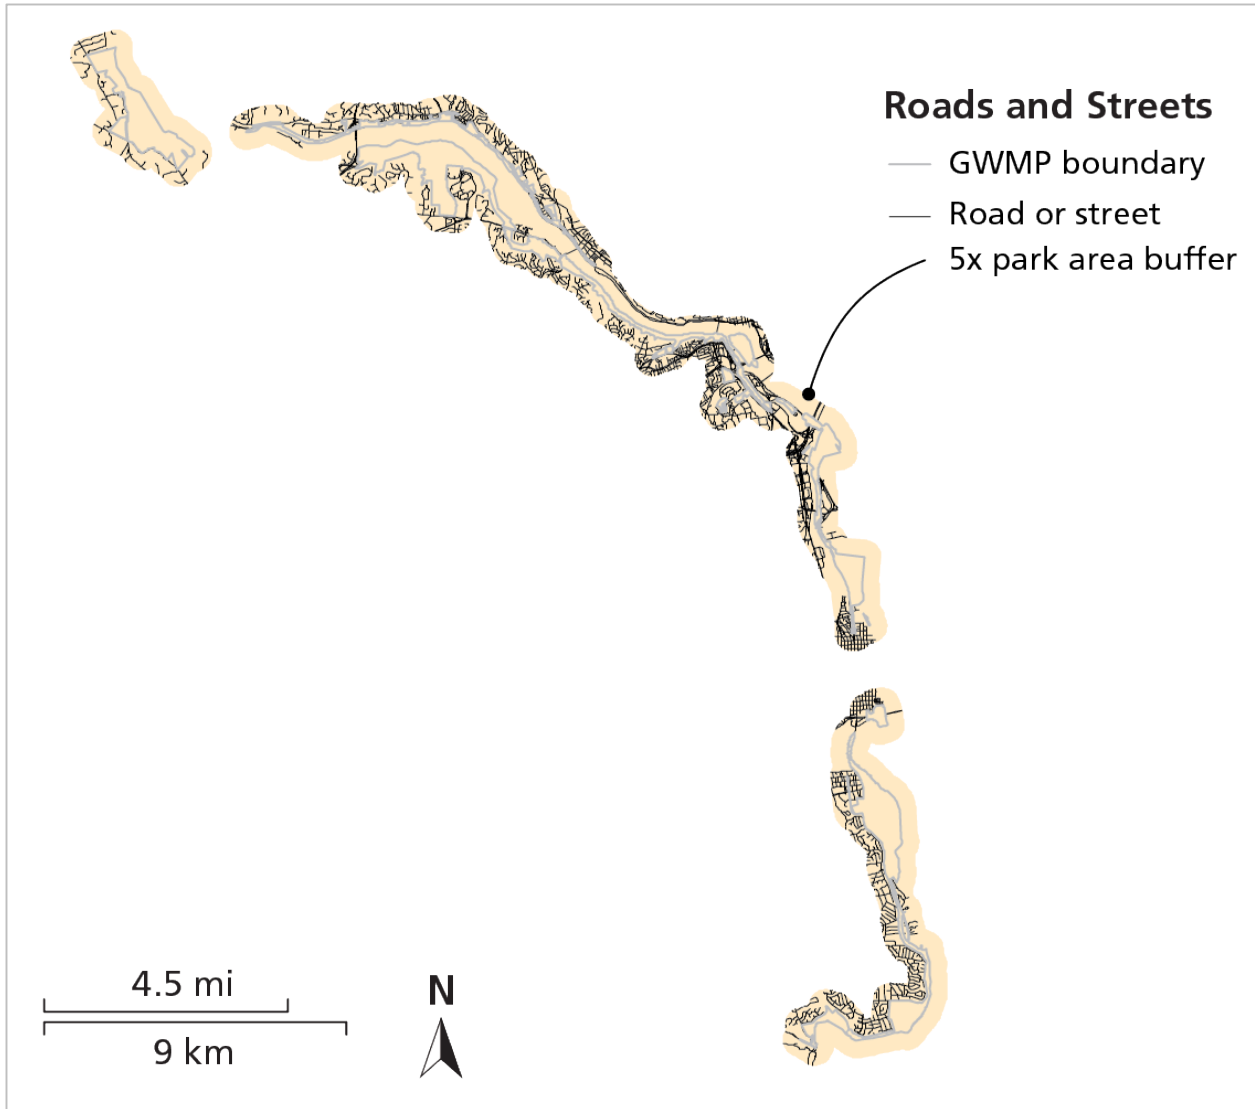 Roads and Streets
GWMP boundary
Road or street
5x park area buffer
4.5 mi
9 km
N